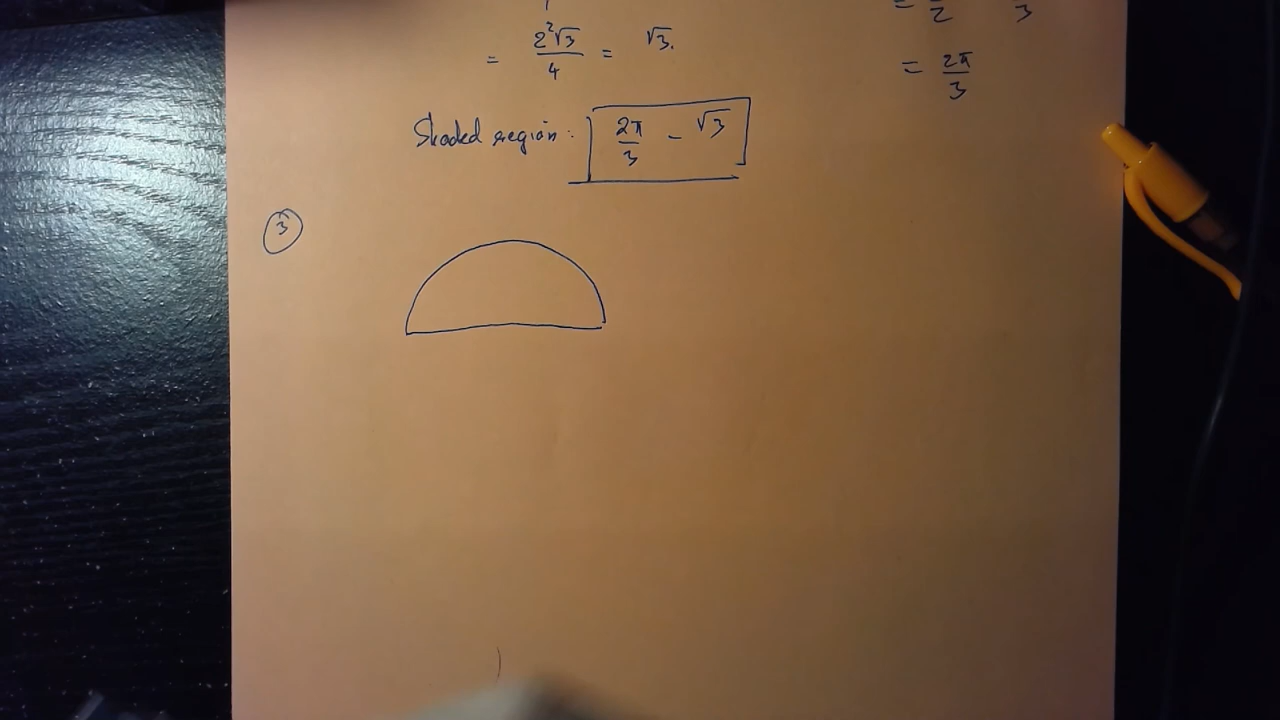 = 2²√3/4 = √3.
= 2π/3
Shaded region: 2π/3 - √3
3